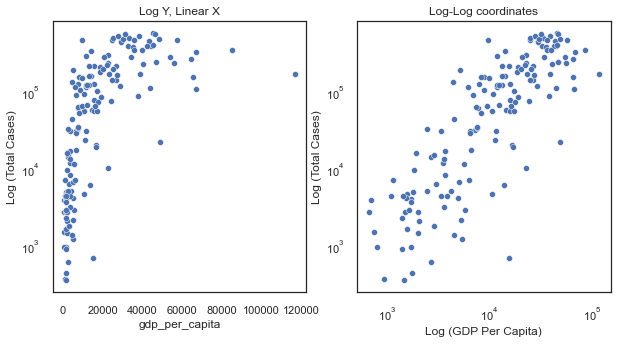 Log Y, Linear X
Log (Total Cases)
10^5
10^4
10^3
0 20000 40000 60000 80000 100000 120000
gdp_per_capita
Log-Log coordinates
Log (Total Cases)
10^5
10^4
10^3
10^3 10^4 10^5
Log (GDP Per Capita)